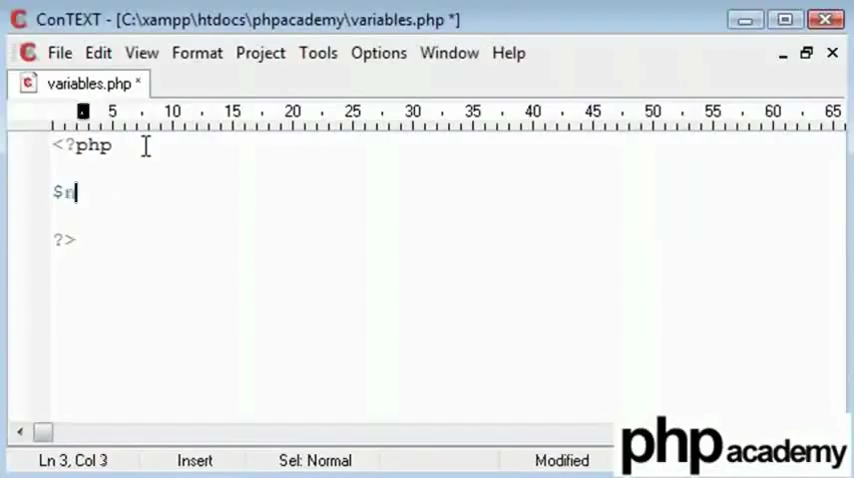 ConTEXT - [C:\xampp\htdocs\phpacademy\variables.php *]
File Edit View Format Project Tools Options Window Help
variables.php *
5 10 15 20 25 30 35 40 45 50 55 60 65
<?php
$n
?>
Ln 3, Col 3 Insert Sel: Normal Modified
php academy